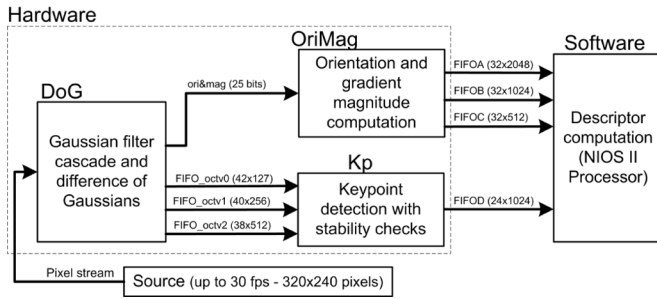 Hardware
OriMag
Orientation and
gradient
magnitude
computation
DoG
Gaussian filter
cascade and
difference of
Gaussians
ori&mag (25 bits)
FIFO_octv0 (42x127)
FIFO_octv1 (40x256)
FIFO_octv2 (38x512)
Kp
Keypoint
detection with
stability checks
FIFOA (32x2048)
FIFOB (32x1024)
FIFOC (32x512)
FIFOD (24x1024)
Software
Descriptor
computation
(NIOS II
Processor)
Pixel stream
Source (up to 30 fps - 320x240 pixels)